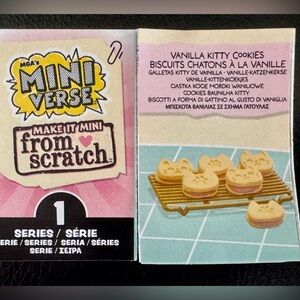 MGA's
MINI
VERSE
MAKE IT MINI
from
scratch
1
SERIES / SÉRIE
SERIE / SERIES / SERIA / SÉRIES
SERIE / ΣΕΙΡΑ
VANILLA KITTY COOKIES
BISCUITS CHATONS À LA VANILLE
GALLETAS KITTY DE VAINILLA · VANILLE-KATZENKEKSE
VANILLE-KITTENKOEKJES
CIASTKA KOCIE MORDKI WANILIOWE
COOKIES BAUNILHA KITTY
BISCOTTI A FORMA DI GATTINO AL GUSTO DI VANIGLIA
ΜΠΙΣΚΟΤΑ ΒΑΝΙΛΙΑΣ ΣΕ ΣΧΗΜΑ ΓΑΤΟΥΛΑΣ